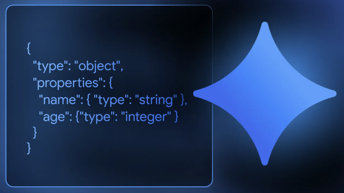 {
"type": "object",
"properties": {
"name": { "type": "string" },
"age": {"type": "integer" }
}
}